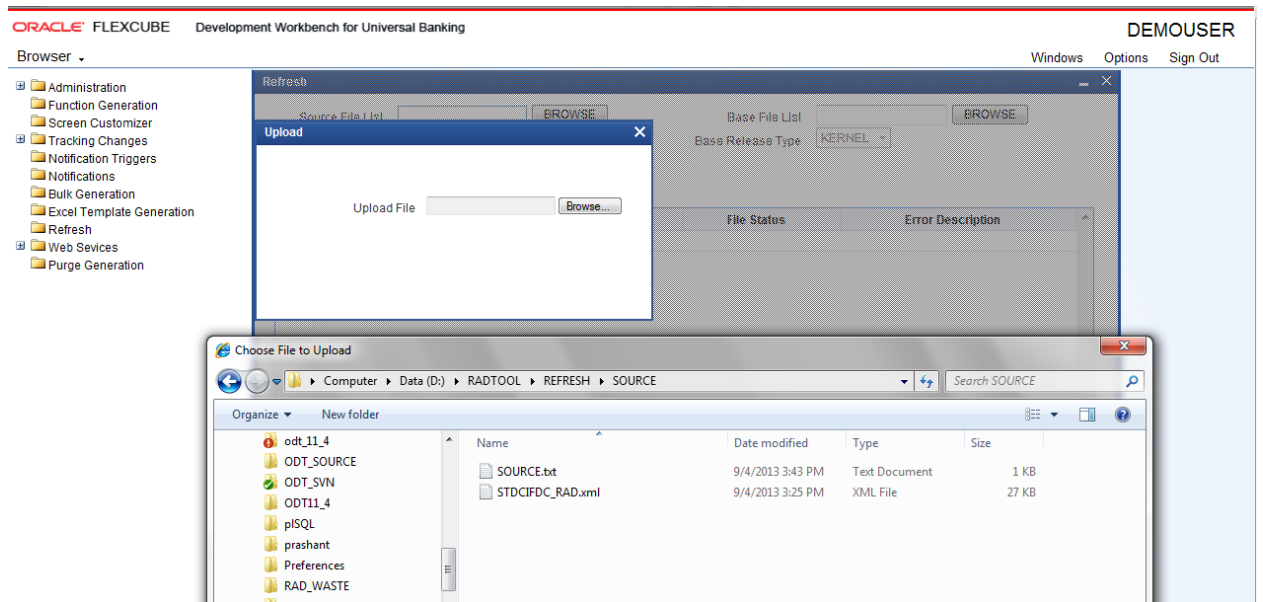 ORACLE' FLEXCUBE Development Workbench for Universal Banking
DEMOUSER
Browser
Windows Options Sign Out
Administration
Function Generation
Screen Customizer
Tracking Changes
Notification Triggers
Notifications
Bulk Generation
Excel Template Generation
Refresh
Web Sevices
Purge Generation
Refresh
Source File List BROWSE Base File List BROWSE
Base Release Type KERNEL
File Status Error Description
Upload
Upload File Browse...
Choose File to Upload
Computer Data (D:) RADTOOL REFRESH SOURCE
Search SOURCE
Organize New folder
odt_11_4
ODT_SOURCE
ODT_SVN
ODT11_4
plSQL
prashant
Preferences
RAD_WASTE
Name Date modified Type Size
SOURCE.txt 9/4/2013 3:43 PM Text Document 1 KB
STDCIFDC_RAD.xml 9/4/2013 3:25 PM XML File 27 KB